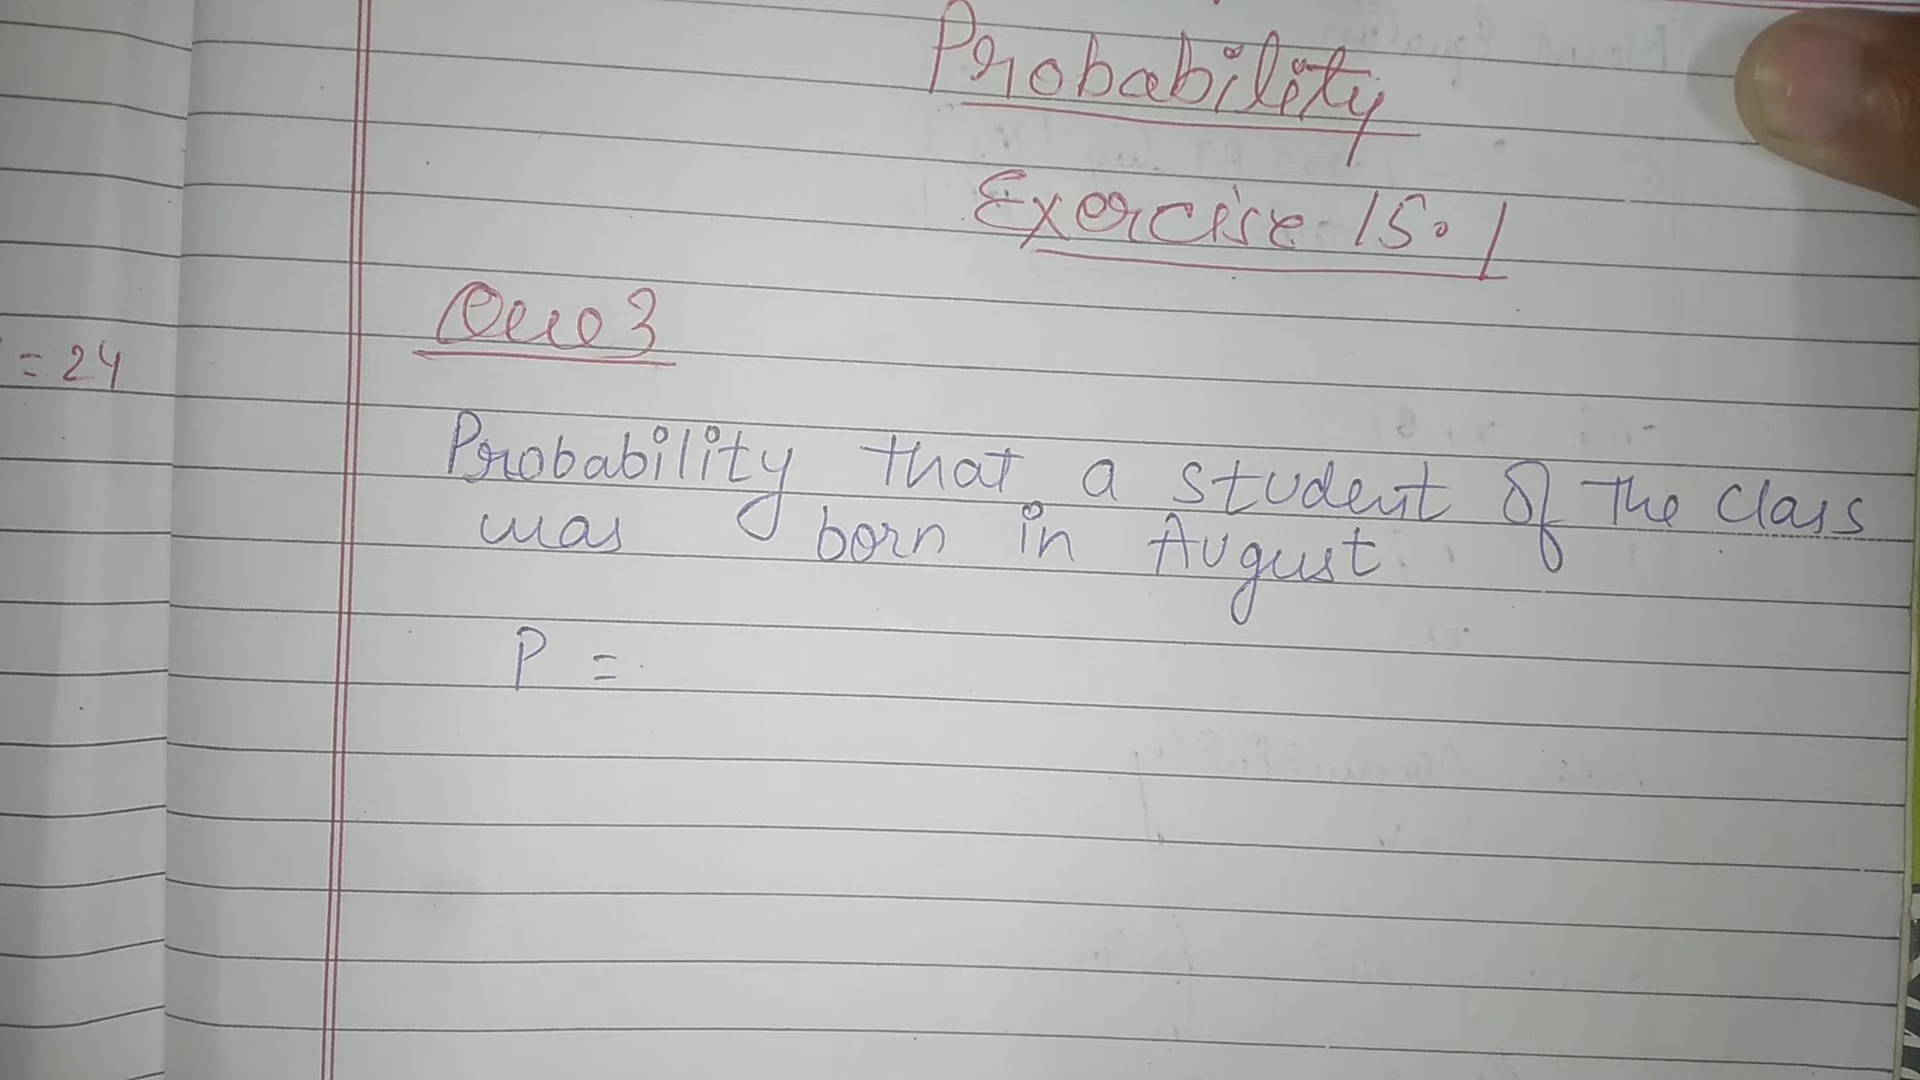 Probability
Exercise 15.1
Que 3
= 24
Probability that a student of the class
was born in August.
P =